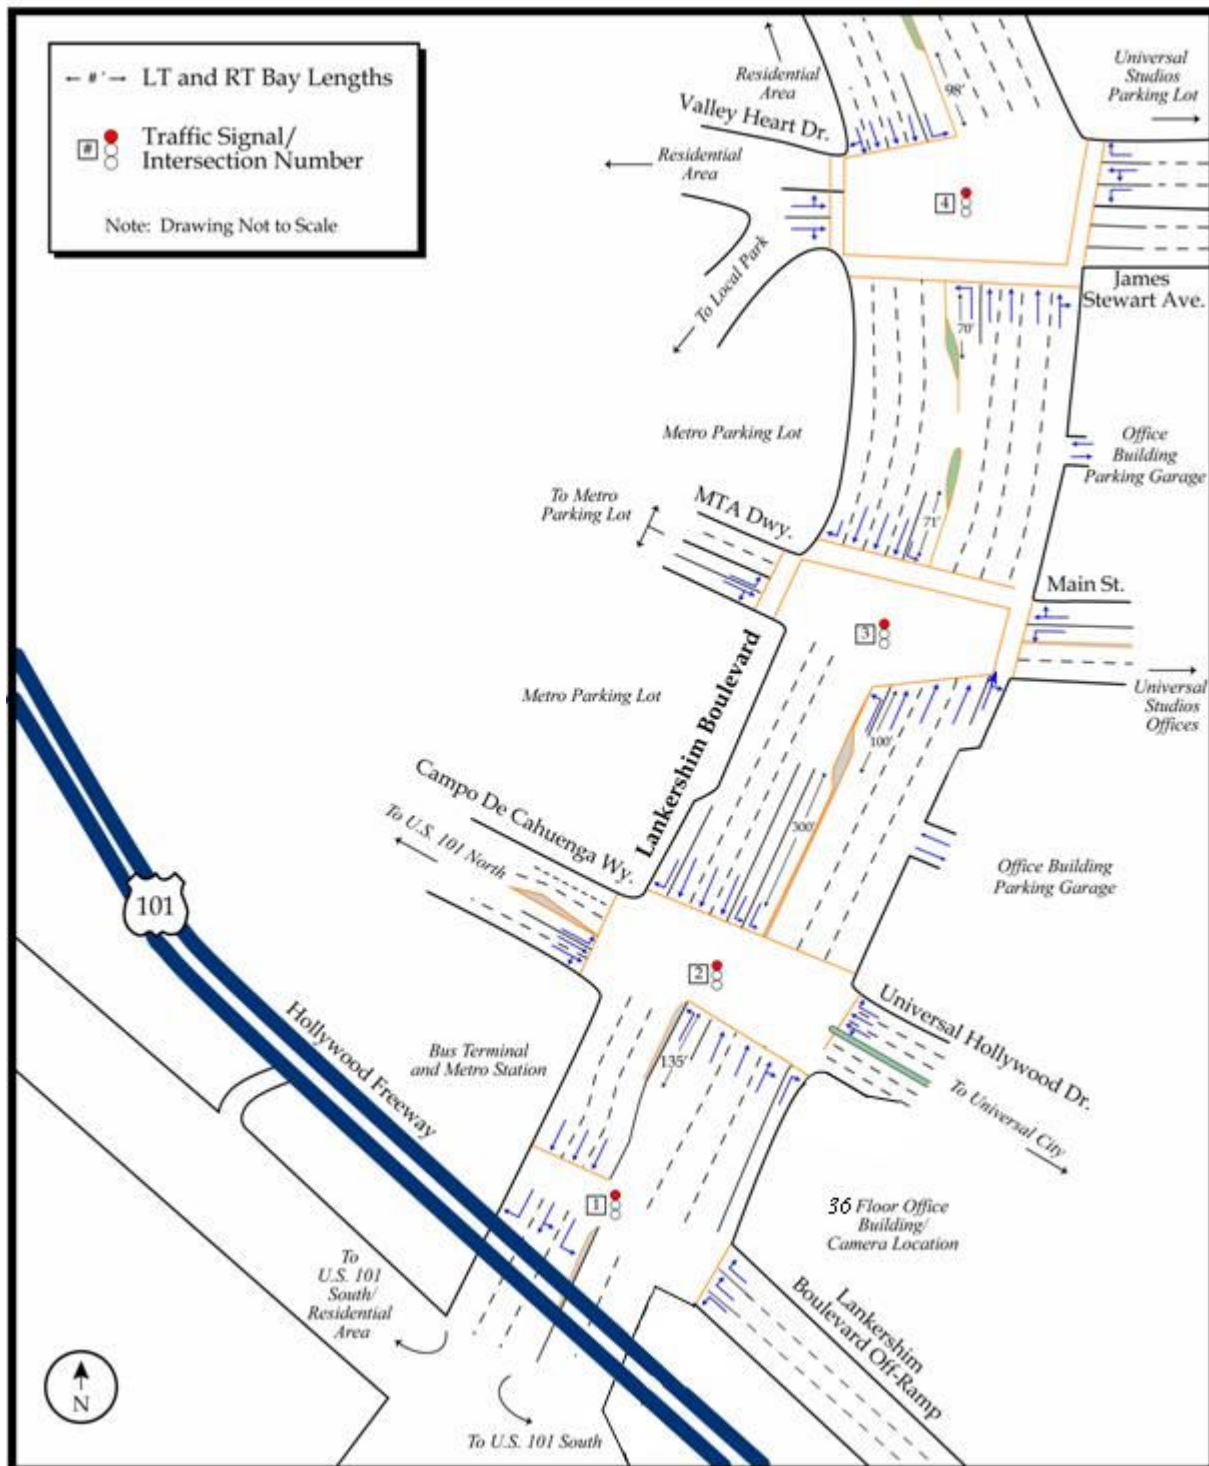 ← # ' → LT and RT Bay Lengths
# Traffic Signal/
Intersection Number
Note: Drawing Not to Scale
Residential
Area
98'
Universal
Studios
Parking Lot
Valley Heart Dr.
Residential
Area
4
To Local Park
James
Stewart Ave.
70'
Metro Parking Lot
Office
Building
Parking Garage
To Metro
Parking Lot
MTA Dwy.
71'
Main St.
3
Lankershim Boulevard
Metro Parking Lot
Universal
Studios
Offices
100'
Campo De Cahuenga Wy.
300'
To U.S. 101 North
Office Building
Parking Garage
101
2
Universal Hollywood Dr.
Hollywood Freeway
Bus Terminal
and Metro Station
135'
To Universal City
1
36 Floor Office
Building/
Camera Location
To
U.S. 101
South/
Residential
Area
Lankershim
Boulevard Off-Ramp
N
To U.S. 101 South